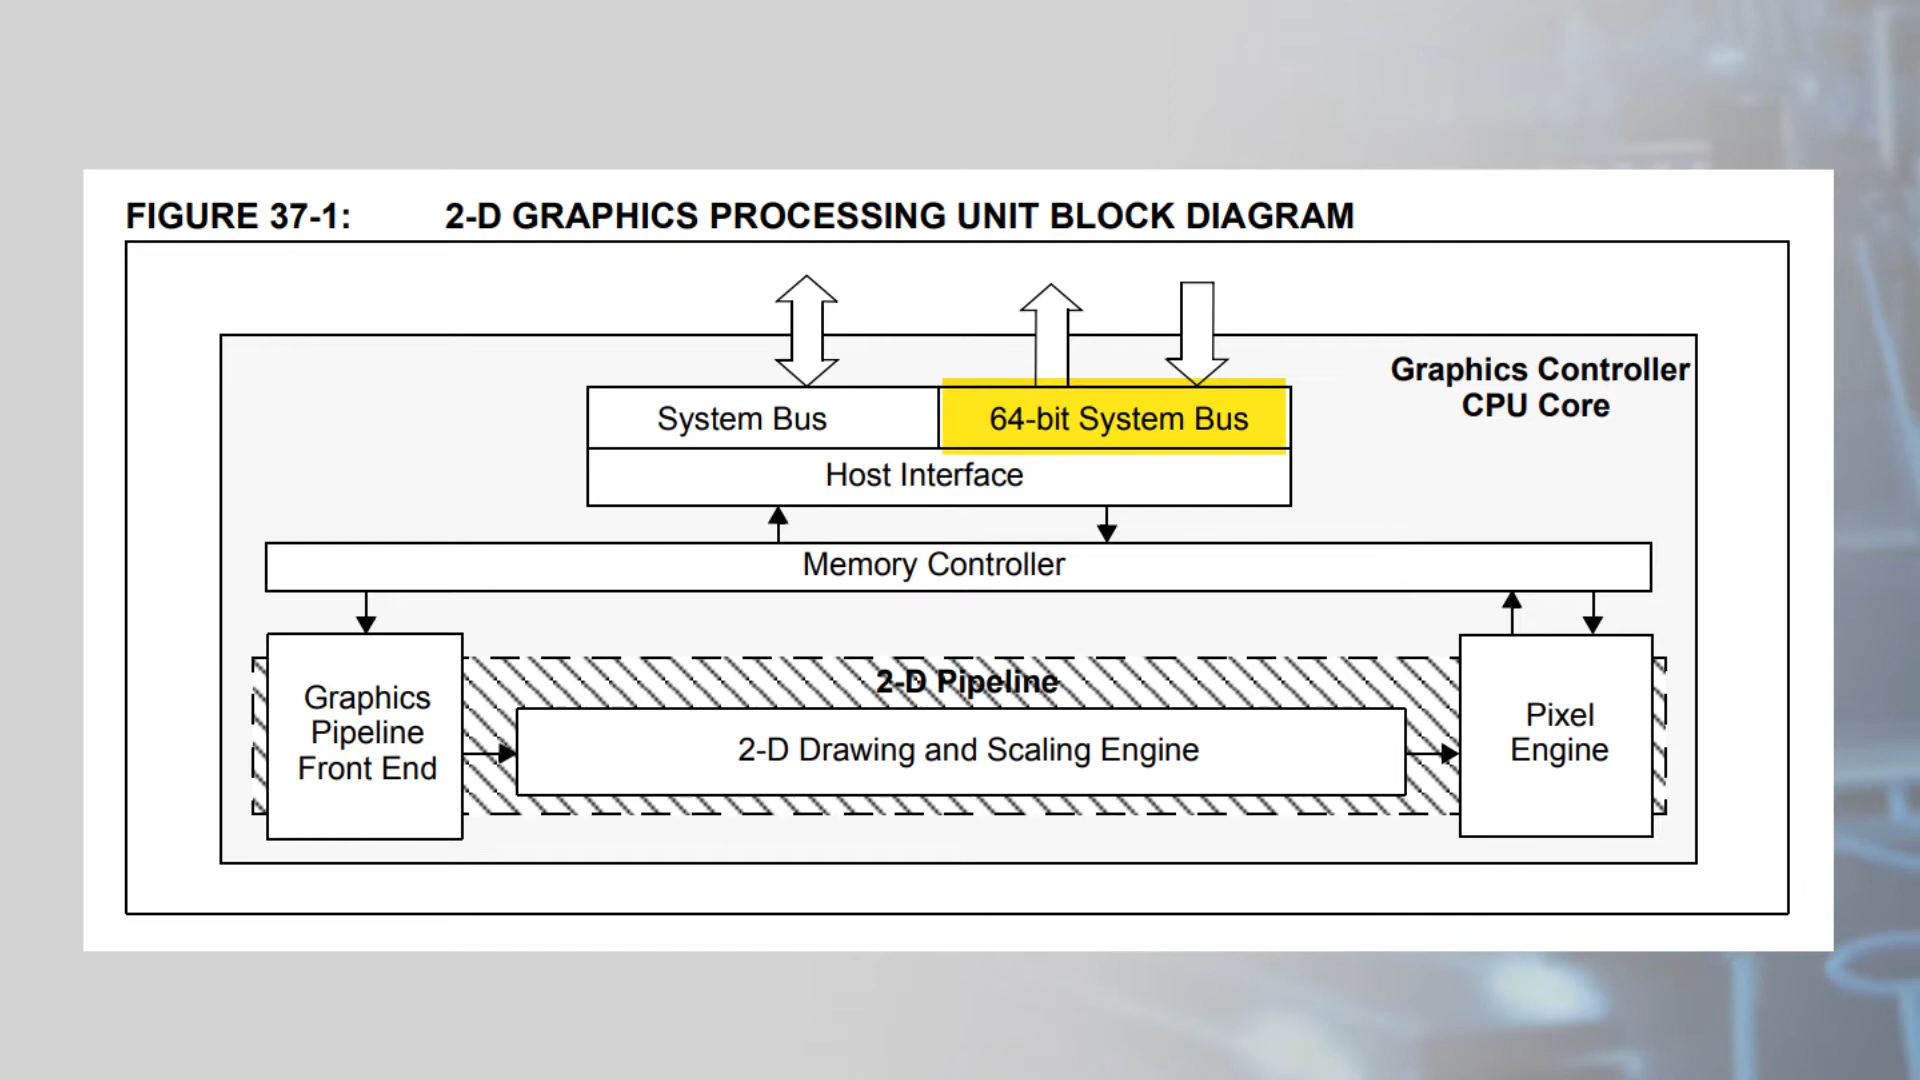 FIGURE 37-1: 2-D GRAPHICS PROCESSING UNIT BLOCK DIAGRAM
Graphics Controller
CPU Core
System Bus
64-bit System Bus
Host Interface
Memory Controller
2-D Pipeline
Graphics
Pipeline
Front End
2-D Drawing and Scaling Engine
Pixel
Engine